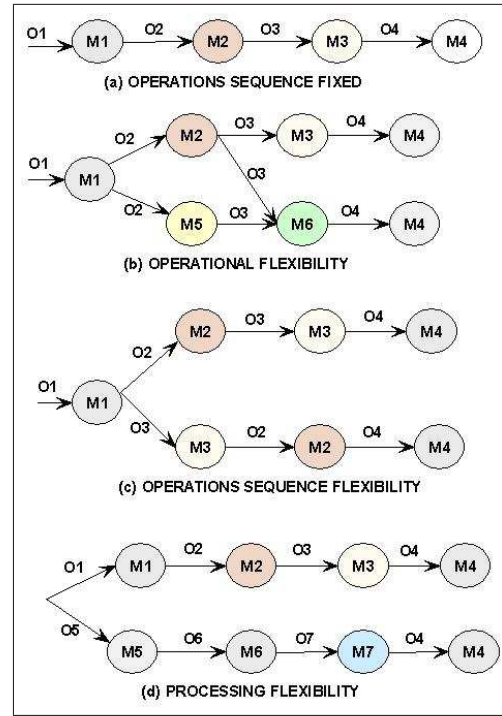 O1 M1 O2 M2 O3 M3 O4 M4
(a) OPERATIONS SEQUENCE FIXED
O2 M2 O3 M3 O4 M4
O1 M1 O3
O2 M5 O3 M6 O4 M4
(b) OPERATIONAL FLEXIBILITY
O2 M2 O3 M3 O4 M4
O1 M1
O3 M3 O2 M2 O4 M4
(c) OPERATIONS SEQUENCE FLEXIBILITY
O1 M1 O2 M2 O3 M3 O4 M4
O5 M5 O6 M6 O7 M7 O4 M4
(d) PROCESSING FLEXIBILITY